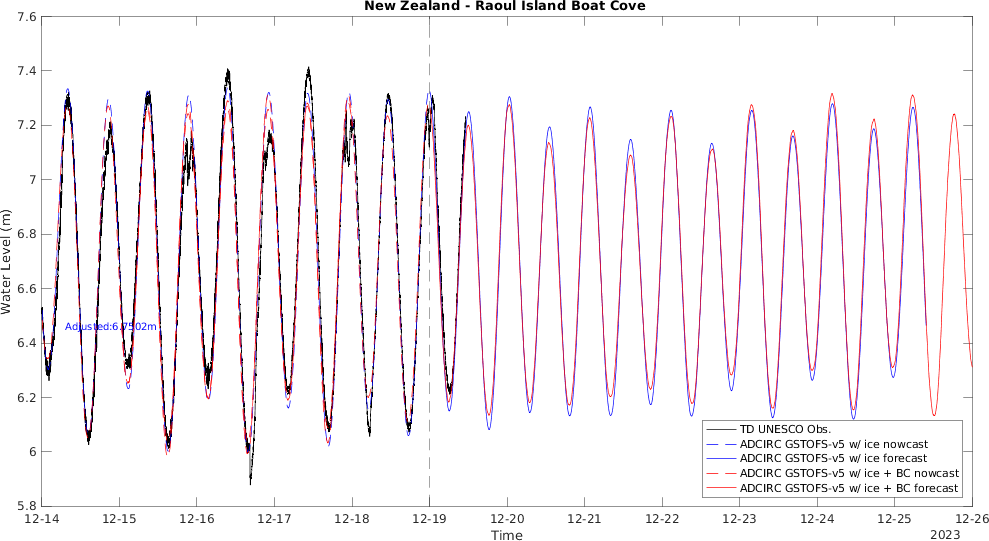 New Zealand - Raoul Island Boat Cove
7.6
7.4
7.2
7
6.8
6.6
6.4
6.2
6
5.8
Water Level (m)
Adjusted:6.7502m
TD UNESCO Obs.
ADCIRC GSTOFS-v5 w/ ice nowcast
ADCIRC GSTOFS-v5 w/ ice forecast
ADCIRC GSTOFS-v5 w/ ice + BC nowcast
ADCIRC GSTOFS-v5 w/ ice + BC forecast
12-14 12-15 12-16 12-17 12-18 12-19 12-20 12-21 12-22 12-23 12-24 12-25 12-26
Time
2023